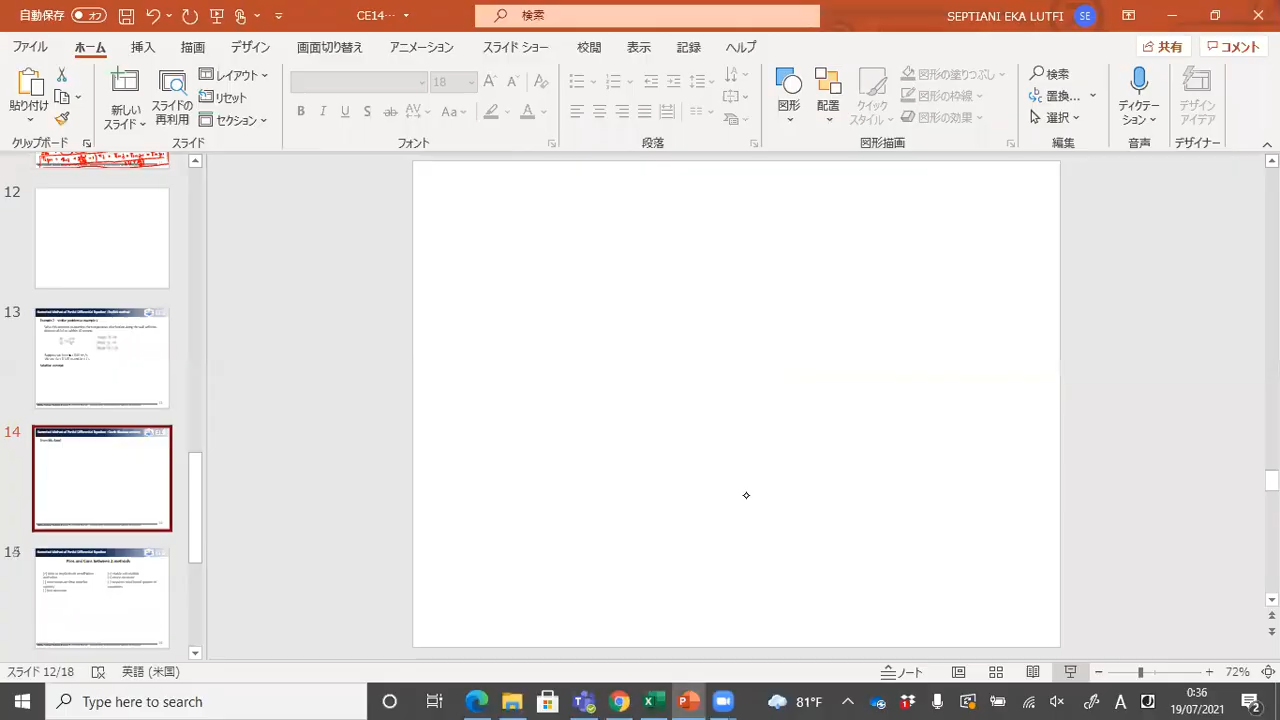 自動保存 オフ CE14··· 検索 SEPTIANI EKA LUTFI SE
ファイル ホーム 挿入 描画 デザイン 画面切り替え アニメーション スライド ショー 校閲 表示 記録 ヘルプ 共有 コメント
貼り付け
新しい
スライド
スライドの
再利用
レイアウト
リセット
セクション
18
B I U S ab AV Aa A
図形
配置
クイック
スタイル
図形の塗りつぶし
図形の枠線
図形の効果
検索
置換...
選択
ディクテー
ション
デザイン
アイデア
クリップボード スライド フォント 段落 図形描画 編集 音声 デザイナー
12
13
14
15
Numerical Solution of Partial Differential Equation
スライド 12/18 英語 (米国) ノート 72%
Type here to search 81°F A 0:36
19/07/2021 2